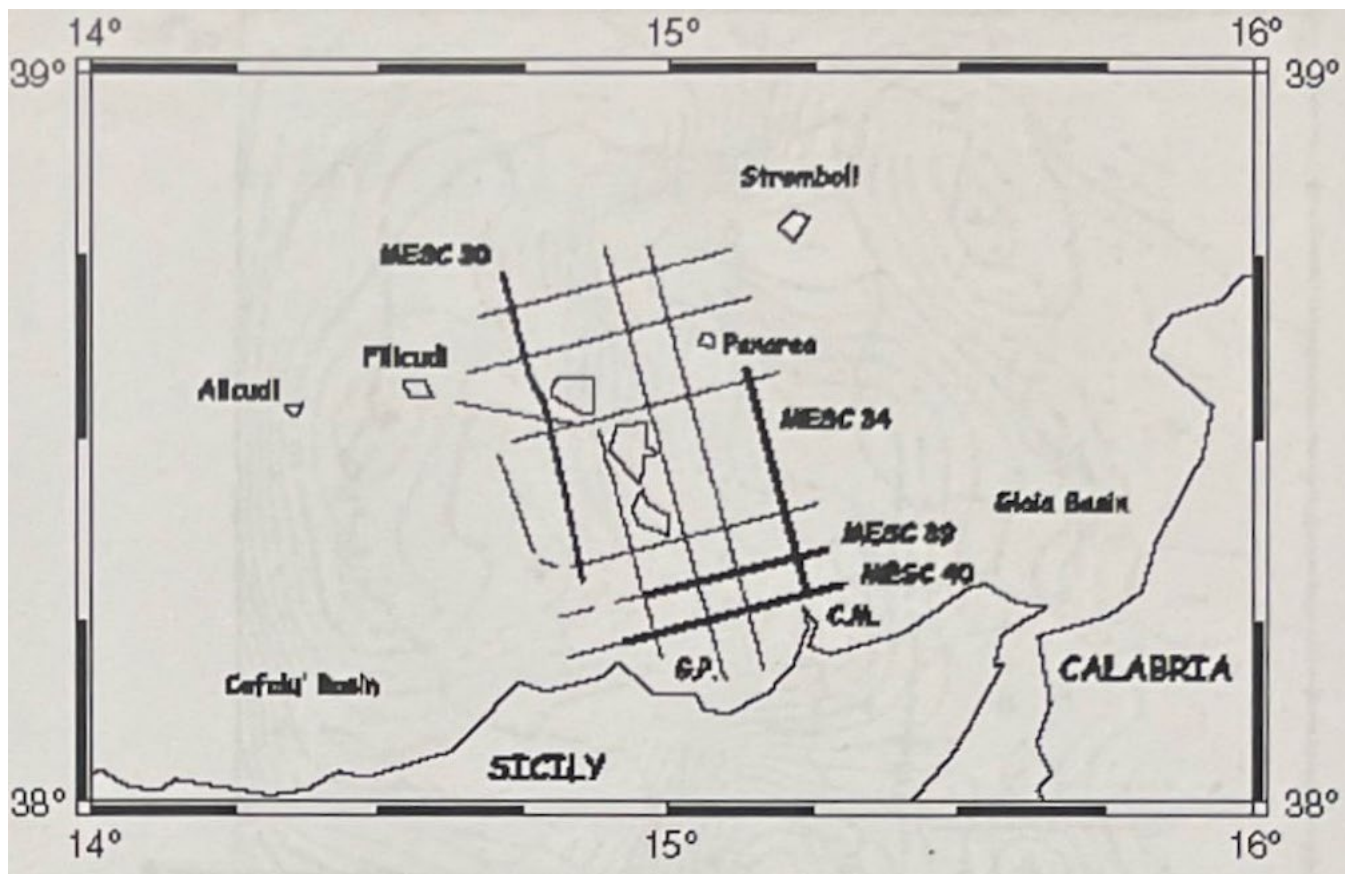 14° 15° 16°
39° 39°
Stromboli
MESC 30
Panarea
Filicudi
Alicudi
MESC 34
Gioia Basin
MESC 39
MESC 40
C.M.
G.P.
CALABRIA
Cefalu' Basin
SICILY
38° 38°
14° 15° 16°